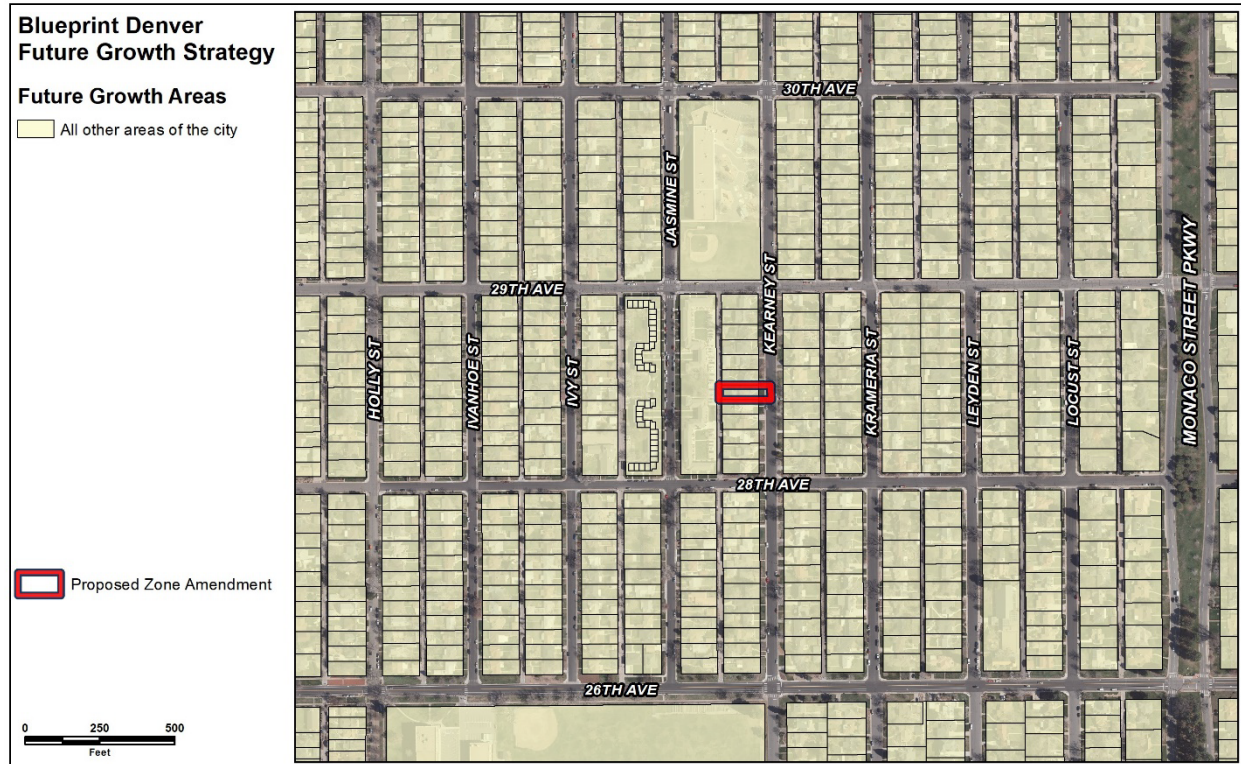 Blueprint Denver
Future Growth Strategy
Future Growth Areas
All other areas of the city
Proposed Zone Amendment
0 250 500
Feet
30TH AVE
JASMINE ST
KEARNEY ST
29TH AVE
HOLLY ST
IVANHOE ST
IVY ST
KRAMERIA ST
LEYDEN ST
LOCUST ST
MONACO STREET PKWY
28TH AVE
26TH AVE